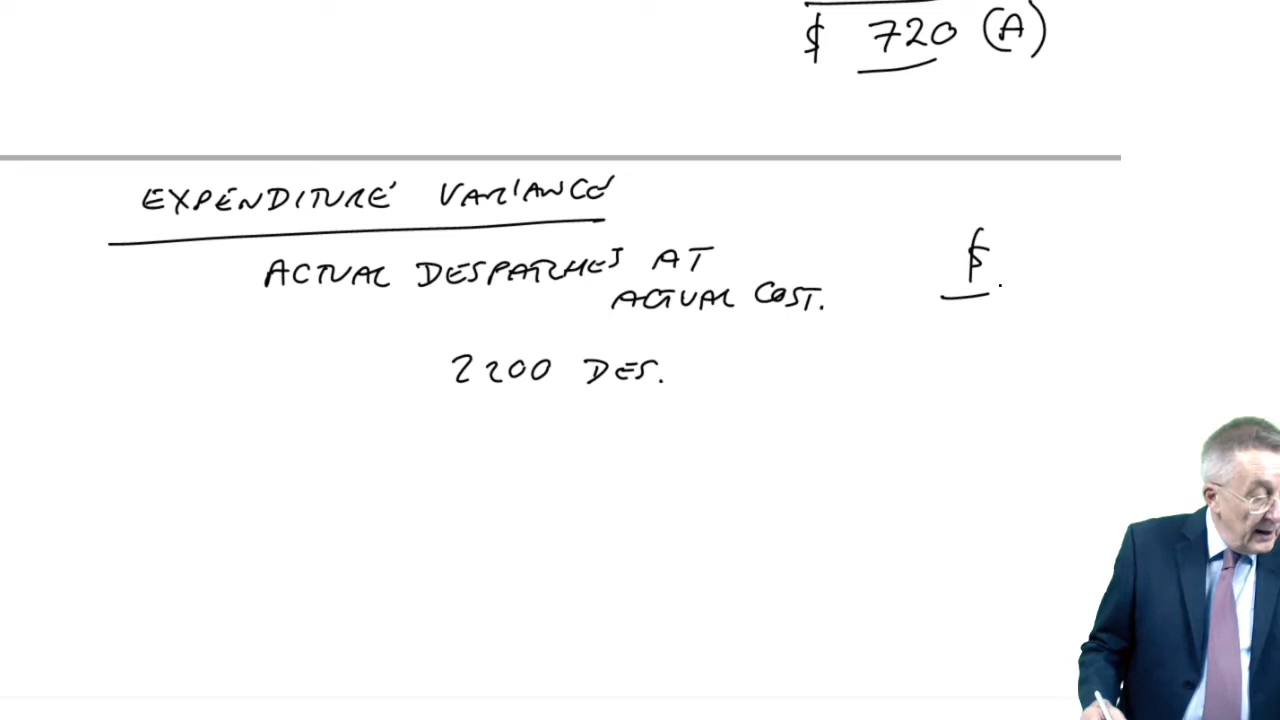 $ 720 (A)
EXPENDITURE VARIANCE
ACTUAL DESPATCHES AT $
ACTUAL COST.
2200 DES.